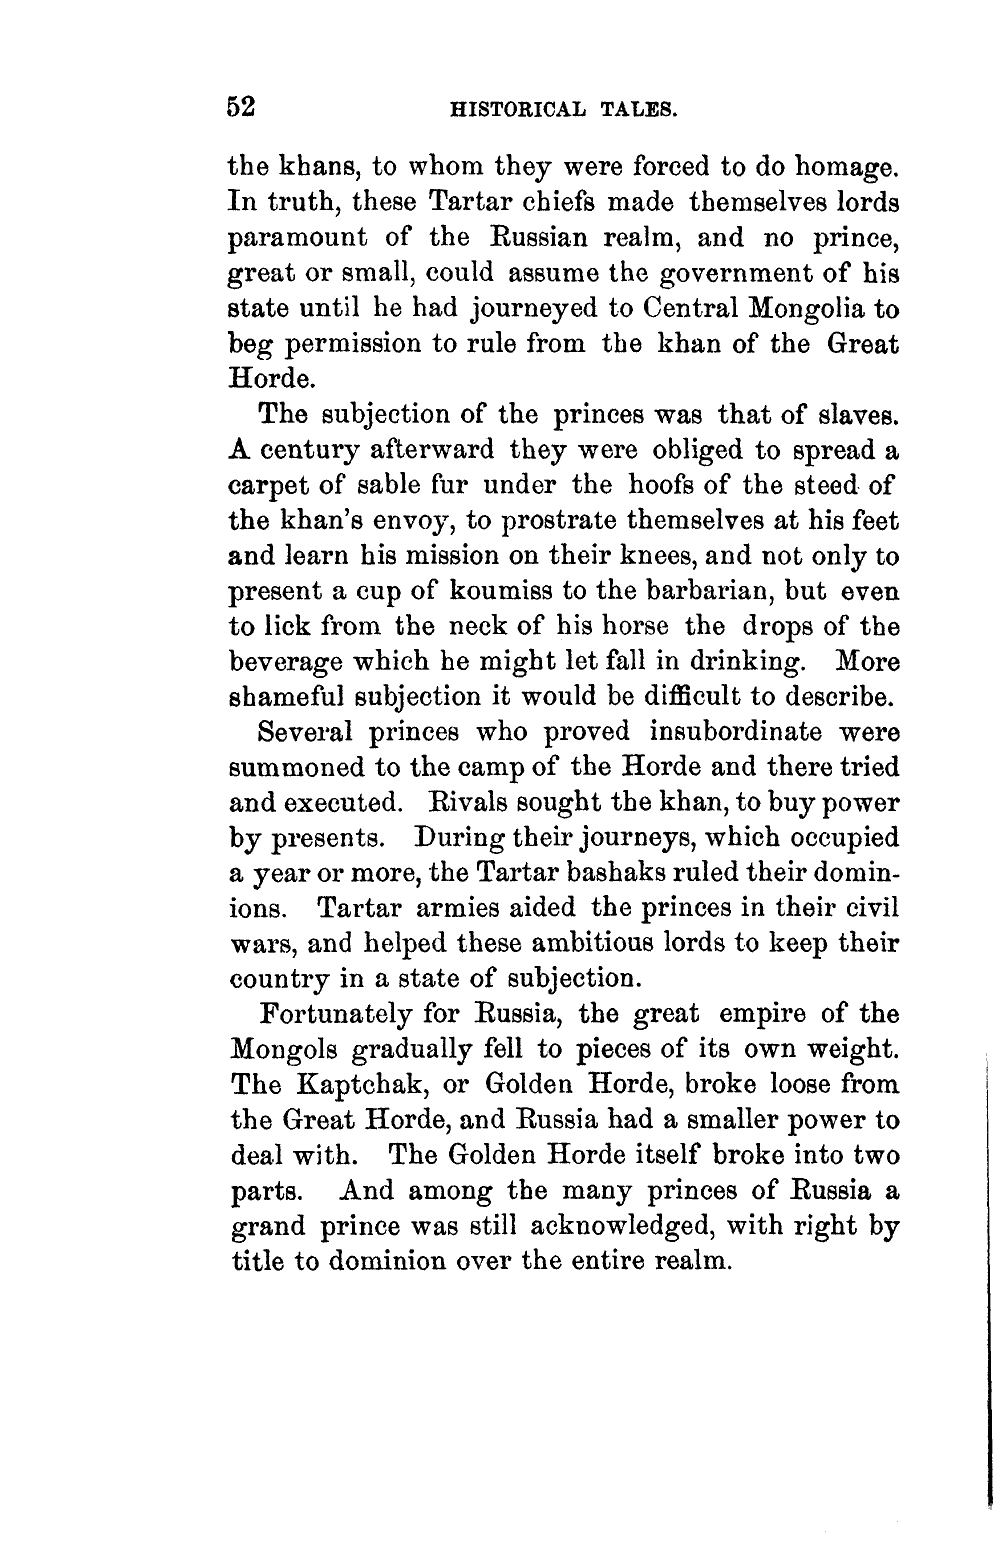 52 HISTORICAL TALES.
the khans, to whom they were forced to do homage.
In truth, these Tartar chiefs made themselves lords
paramount of the Russian realm, and no prince,
great or small, could assume the government of his
state until he had journeyed to Central Mongolia to
beg permission to rule from the khan of the Great
Horde.
The subjection of the princes was that of slaves.
A century afterward they were obliged to spread a
carpet of sable fur under the hoofs of the steed of
the khan's envoy, to prostrate themselves at his feet
and learn his mission on their knees, and not only to
present a cup of koumiss to the barbarian, but even
to lick from the neck of his horse the drops of the
beverage which he might let fall in drinking. More
shameful subjection it would be difficult to describe.
Several princes who proved insubordinate were
summoned to the camp of the Horde and there tried
and executed. Rivals sought the khan, to buy power
by presents. During their journeys, which occupied
a year or more, the Tartar bashaks ruled their domin-
ions. Tartar armies aided the princes in their civil
wars, and helped these ambitious lords to keep their
country in a state of subjection.
Fortunately for Russia, the great empire of the
Mongols gradually fell to pieces of its own weight.
The Kaptchak, or Golden Horde, broke loose from
the Great Horde, and Russia had a smaller power to
deal with. The Golden Horde itself broke into two
parts. And among the many princes of Russia a
grand prince was still acknowledged, with right by
title to dominion over the entire realm.